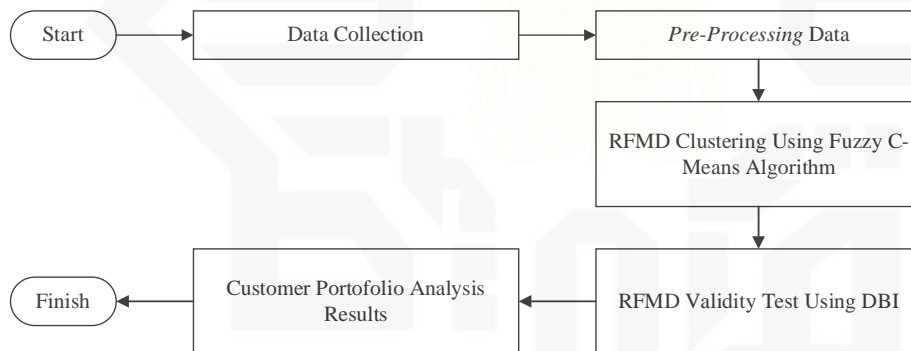 Start
Data Collection
Pre-Processing Data
RFMD Clustering Using Fuzzy C-
Means Algorithm
Finish
Customer Portofolio Analysis
Results
RFMD Validity Test Using DBI